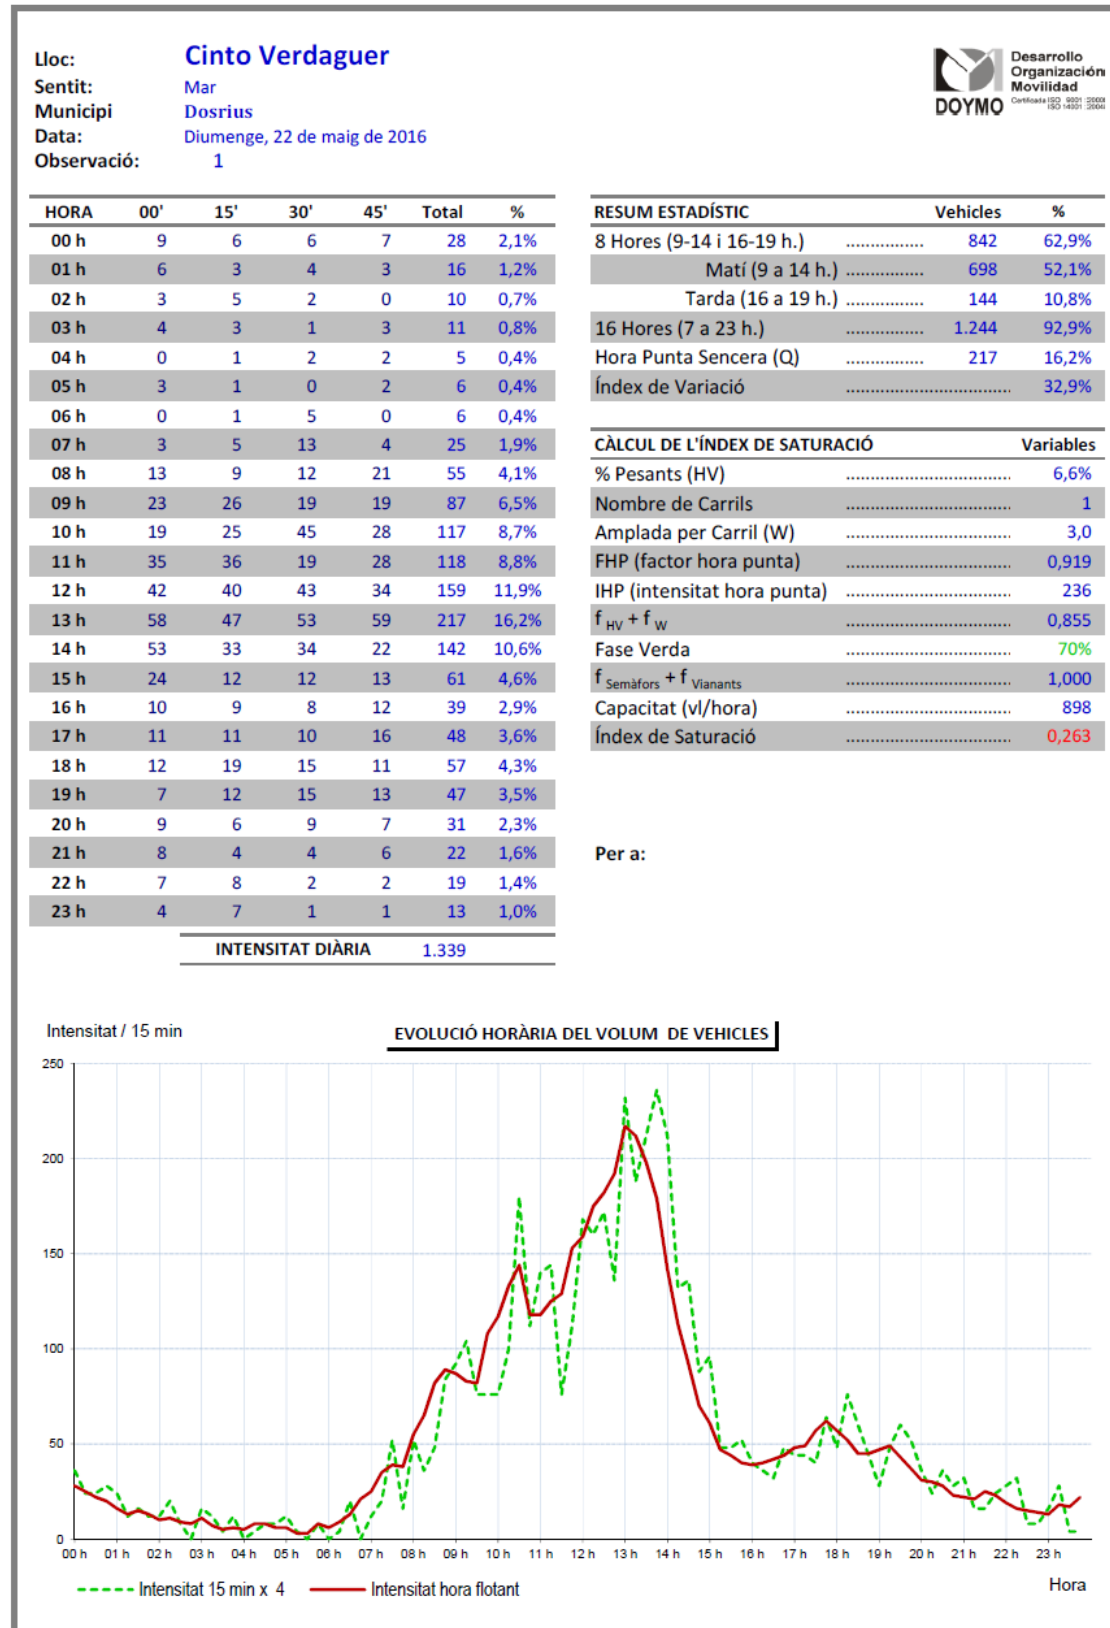 Lloc: Cinto Verdaguer
Sentit: Mar
Municipi Dosrius
Data: Diumenge, 22 de maig de 2016
Observació: 1
DOYMO
Desarrollo
Organización
Movilidad
HORA 00' 15' 30' 45' Total %
00 h 9 6 6 7 28 2,1%
01 h 6 3 4 3 16 1,2%
02 h 3 5 2 0 10 0,7%
03 h 4 3 1 3 11 0,8%
04 h 0 1 2 2 5 0,4%
05 h 3 1 0 2 6 0,4%
06 h 0 1 5 0 6 0,4%
07 h 3 5 13 4 25 1,9%
08 h 13 9 12 21 55 4,1%
09 h 23 26 19 19 87 6,5%
10 h 19 25 45 28 117 8,7%
11 h 35 36 19 28 118 8,8%
12 h 42 40 43 34 159 11,9%
13 h 58 47 53 59 217 16,2%
14 h 53 33 34 22 142 10,6%
15 h 24 12 12 13 61 4,6%
16 h 10 9 8 12 39 2,9%
17 h 11 11 10 16 48 3,6%
18 h 12 19 15 11 57 4,3%
19 h 7 12 15 13 47 3,5%
20 h 9 6 9 7 31 2,3%
21 h 8 4 4 6 22 1,6%
22 h 7 8 2 2 19 1,4%
23 h 4 7 1 1 13 1,0%
INTENSITAT DIÀRIA 1.339
RESUM ESTADÍSTIC Vehicles %
8 Hores (9-14 i 16-19 h.) ................ 842 62,9%
Matí (9 a 14 h.) ................ 698 52,1%
Tarda (16 a 19 h.) ................ 144 10,8%
16 Hores (7 a 23 h.) ................ 1.244 92,9%
Hora Punta Sencera (Q) ................ 217 16,2%
Índex de Variació ................................. 32,9%
CÀLCUL DE L'ÍNDEX DE SATURACIÓ Variables
% Pesants (HV) ................................. 6,6%
Nombre de Carrils ................................. 1
Amplada per Carril (W) ................................. 3,0
FHP (factor hora punta) ................................. 0,919
IHP (intensitat hora punta) ................................. 236
f HV + f W ................................. 0,855
Fase Verda ................................. 70%
f Semàfors + f Vianants ................................. 1,000
Capacitat (vl/hora) ................................. 898
Índex de Saturació ................................. 0,263
Per a:
Intensitat / 15 min
EVOLUCIÓ HORÀRIA DEL VOLUM DE VEHICLES
250
200
150
100
50
0
00 h 01 h 02 h 03 h 04 h 05 h 06 h 07 h 08 h 09 h 10 h 11 h 12 h 13 h 14 h 15 h 16 h 17 h 18 h 19 h 20 h 21 h 22 h 23 h
Intensitat 15 min x 4 Intensitat hora flotant
Hora